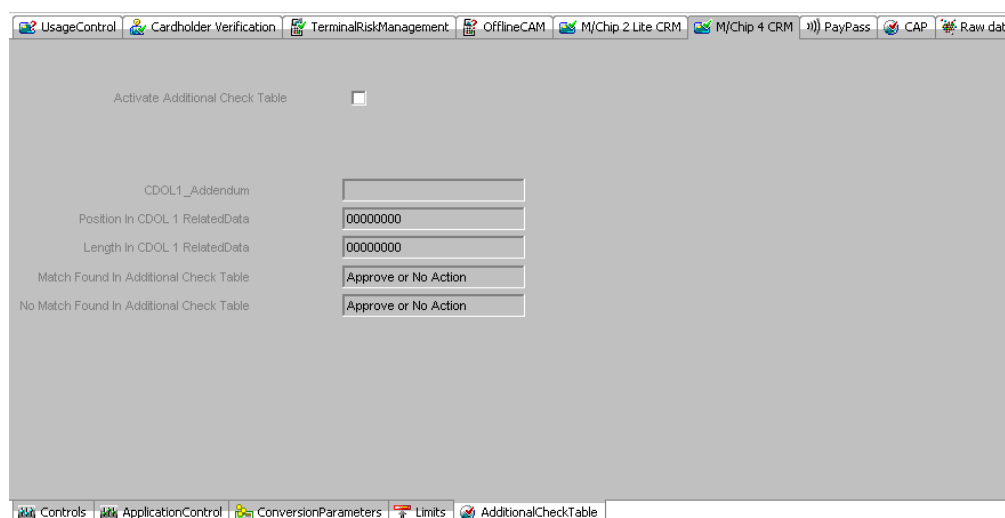 UsageControl Cardholder Verification TerminalRiskManagement OfflineCAM M/Chip 2 Lite CRM M/Chip 4 CRM PayPass CAP Raw dat
Activate Additional Check Table
CDOL1_Addendum
Position In CDOL 1 RelatedData 00000000
Length In CDOL 1 RelatedData 00000000
Match Found In Additional Check Table Approve or No Action
No Match Found In Additional Check Table Approve or No Action
Controls ApplicationControl ConversionParameters Limits AdditionalCheckTable